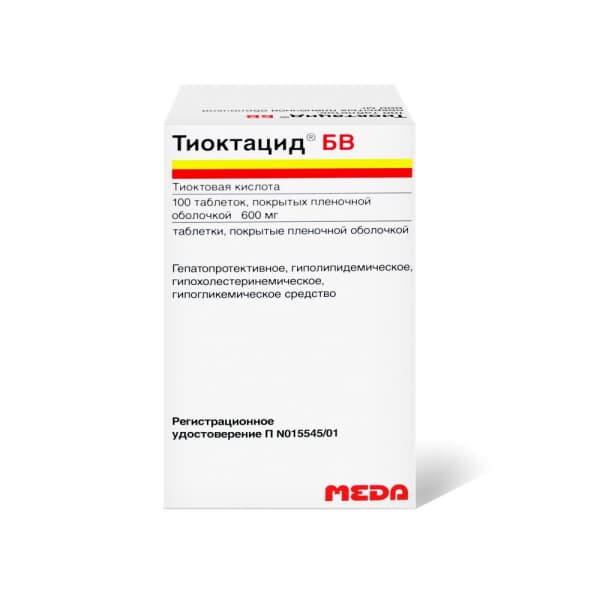 Тиоктацид® БВ
Тиоктовая кислота
100 таблеток, покрытых пленочной
оболочкой 600 мг
таблетки, покрытые пленочной оболочкой
Гепатопротективное, гиполипидемическое,
гипохолестеринемическое,
гипогликемическое средство
Регистрационное
удостоверение П N015545/01
MEDA